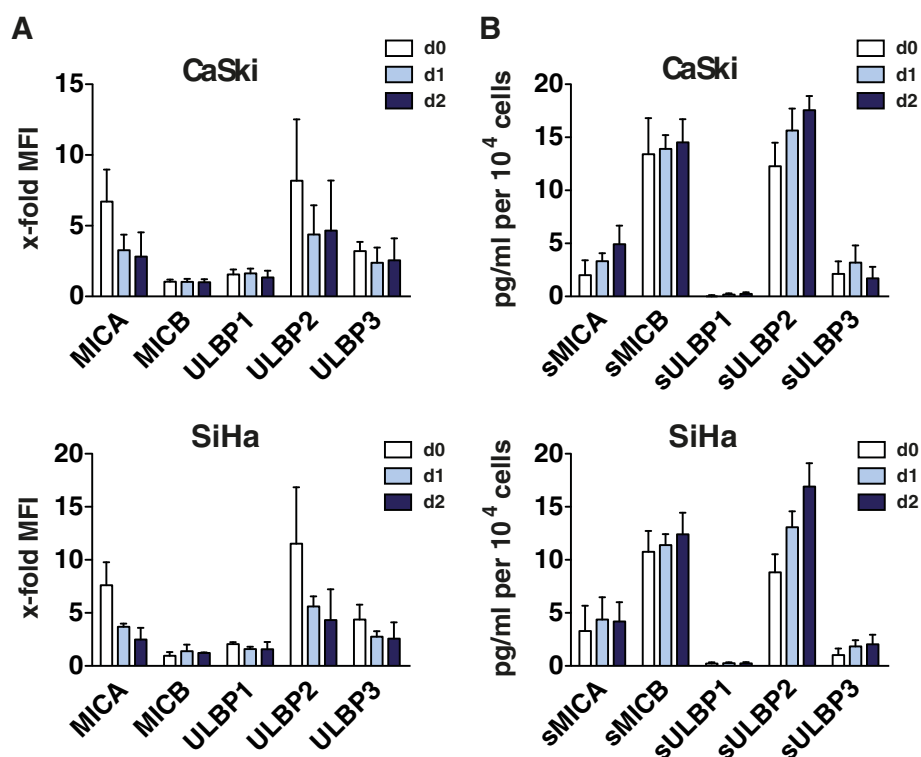 A
CaSki
d0
d1
d2
x-fold MFI
15
10
5
0
MICA
MICB
ULBP1
ULBP2
ULBP3
B
CaSki
d0
d1
d2
pg/ml per 10⁴ cells
20
15
10
5
0
sMICA
sMICB
sULBP1
sULBP2
sULBP3
SiHa
d0
d1
d2
x-fold MFI
20
15
10
5
0
MICA
MICB
ULBP1
ULBP2
ULBP3
SiHa
d0
d1
d2
pg/ml per 10⁴ cells
20
15
10
5
0
sMICA
sMICB
sULBP1
sULBP2
sULBP3